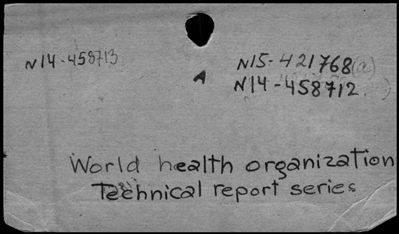 N14-458713
N15-421768(a)
A
N14-458712
World health organization
Technical report series